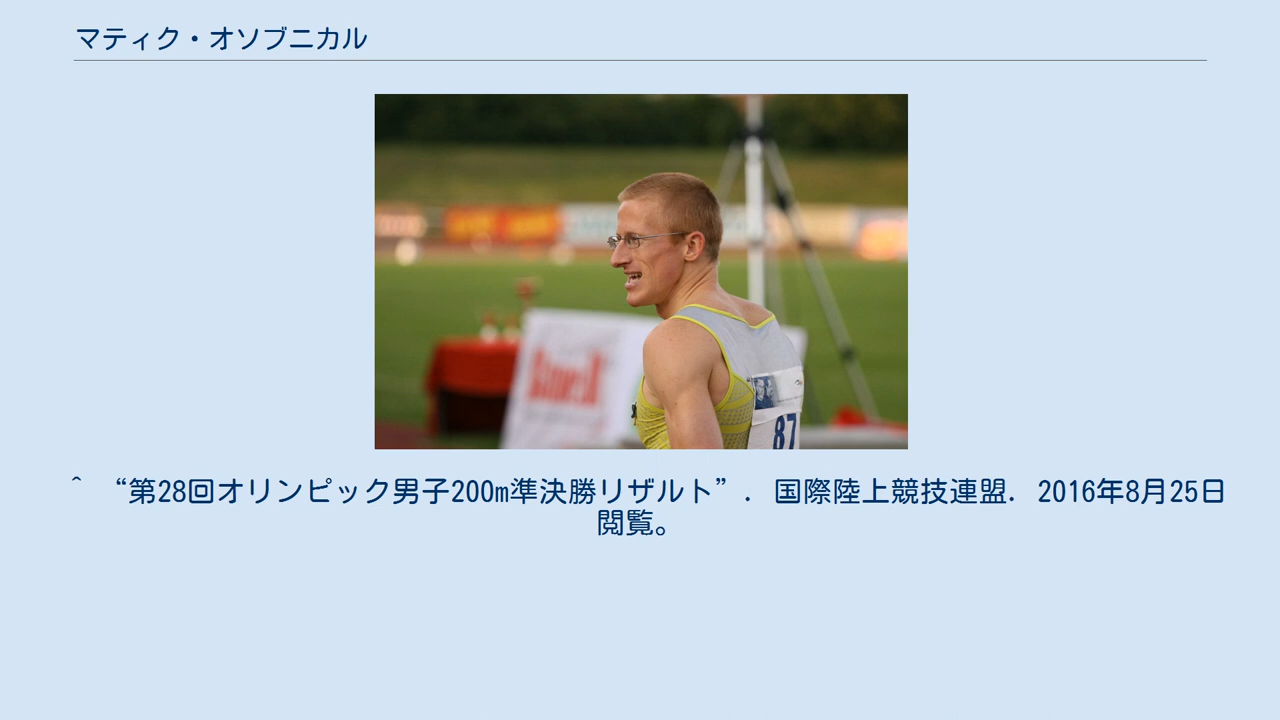 マティク・オソブニカル
87
^ “第28回オリンピック男子200m準決勝リザルト”. 国際陸上競技連盟. 2016年8月25日
閲覧。